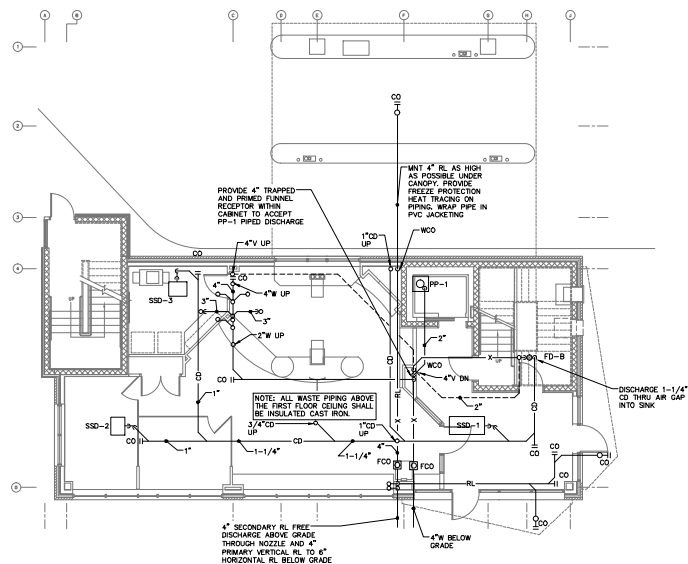 A
B
C
D
E
F
G
H
J
1
CO
2
PROVIDE 4" TRAPPED
AND PRIMED FUNNEL
RECEPTOR WITHIN
CABINET TO ACCEPT
PP-1 PIPED DISCHARGE
MNT 4" RL AS HIGH
AS POSSIBLE UNDER
CANOPY. PROVIDE
FREEZE PROTECTION
HEAT TRACING ON
PIPING. WRAP PIPE IN
PVC JACKETING
3
1"CD
UP
WCO
CO
4"V UP
4
CO
4"W UP
4"
SSD-3
3"
3"
2"W UP
PP-1
2"
UP
UP
CD
CD
RL
X
FD-B
WCO
4"V DN
CO
1"
2"
DISCHARGE 1-1/4"
CD THRU AIR GAP
INTO SINK
NOTE: ALL WASTE PIPING ABOVE
THE FIRST FLOOR CEILING SHALL
BE INSULATED CAST IRON.
CD
X
X
3/4"CD
UP
1"CD
UP
SSD-2
SSD-1
CO
1"
1-1/4"
CD
1-1/4"
4"
CO
FCO
FCO
CO
CO
CO
RL
CO
5
CO
4" SECONDARY RL FREE
DISCHARGE ABOVE GRADE
THROUGH NOZZLE AND 4"
PRIMARY VERTICAL RL TO 6"
HORIZONTAL RL BELOW GRADE
4"W BELOW
GRADE